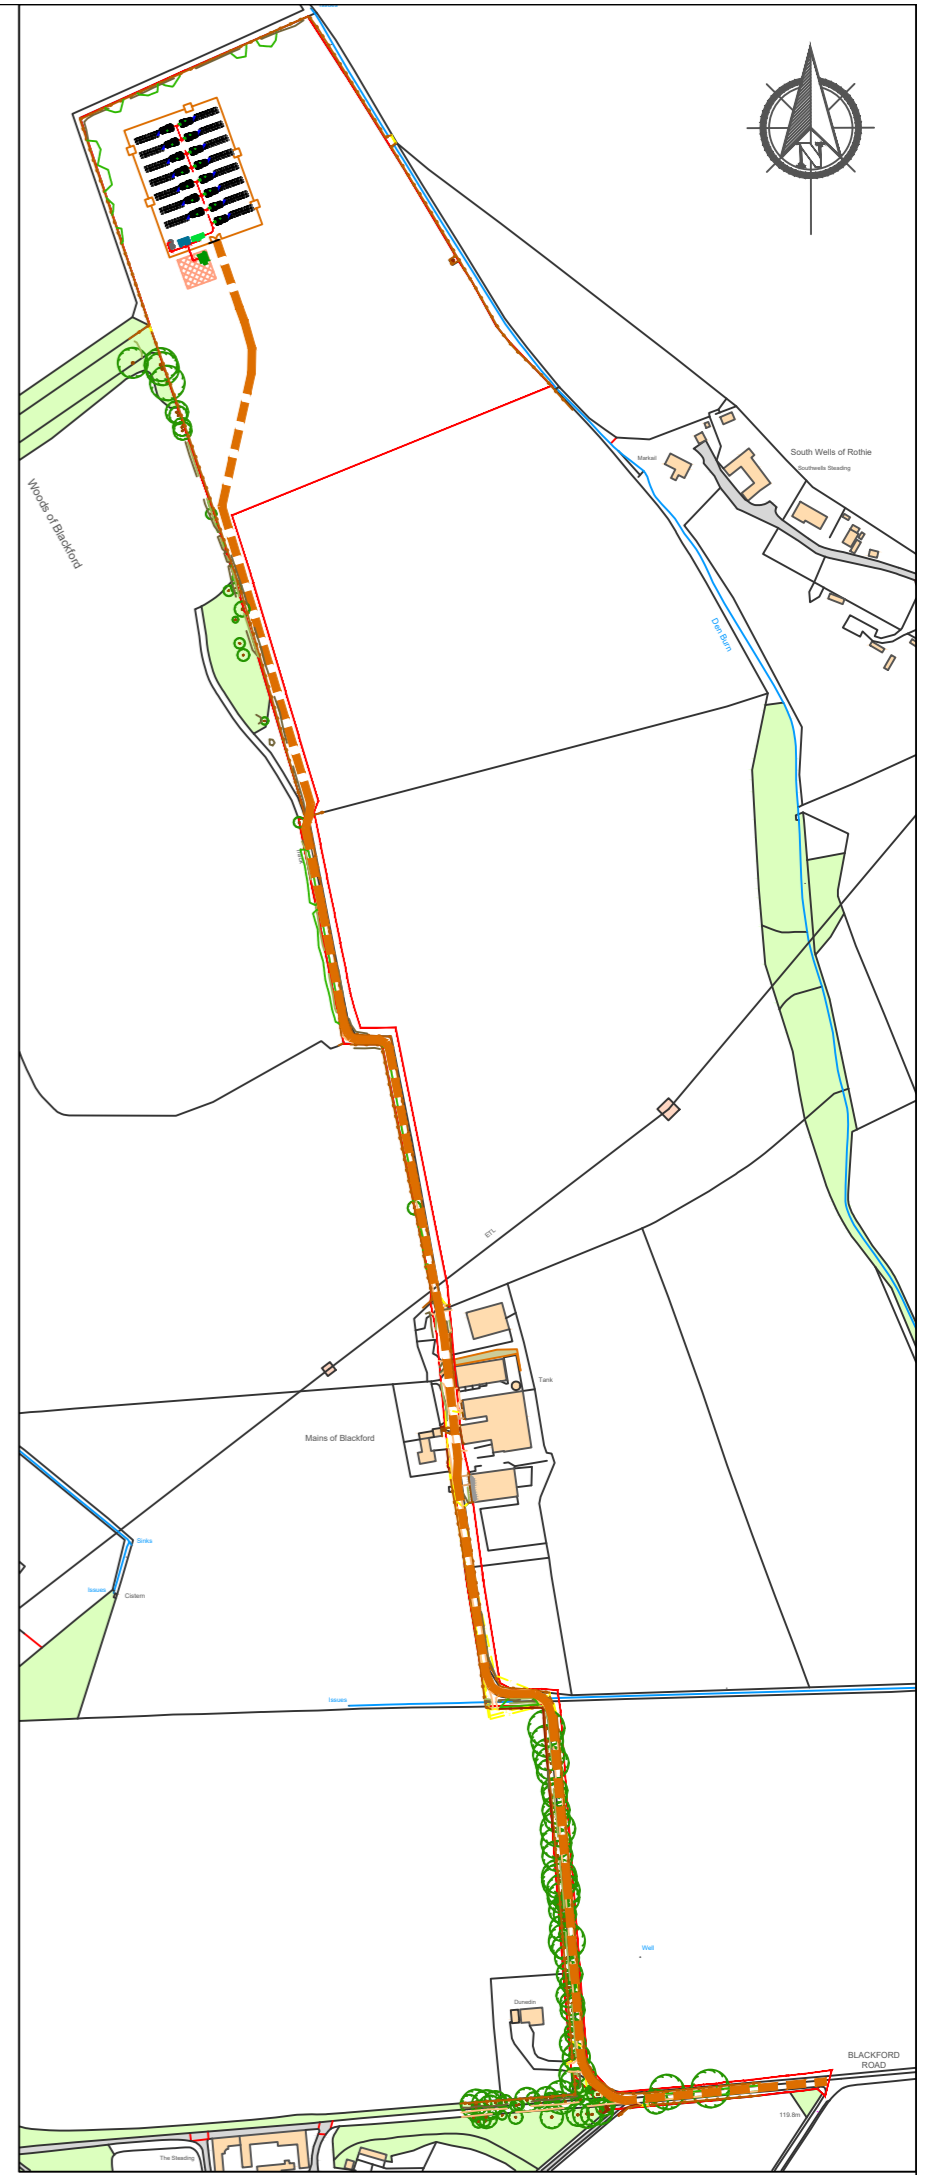 N
South Wells of Rothie
Southwells Steading
Markail
Woods of Blackford
Den Burn
ETL
Tank
Mains of Blackford
Sinks
Issues
Cistern
Issues
Well
Dunedin
BLACKFORD
ROAD
119.8m
The Steading